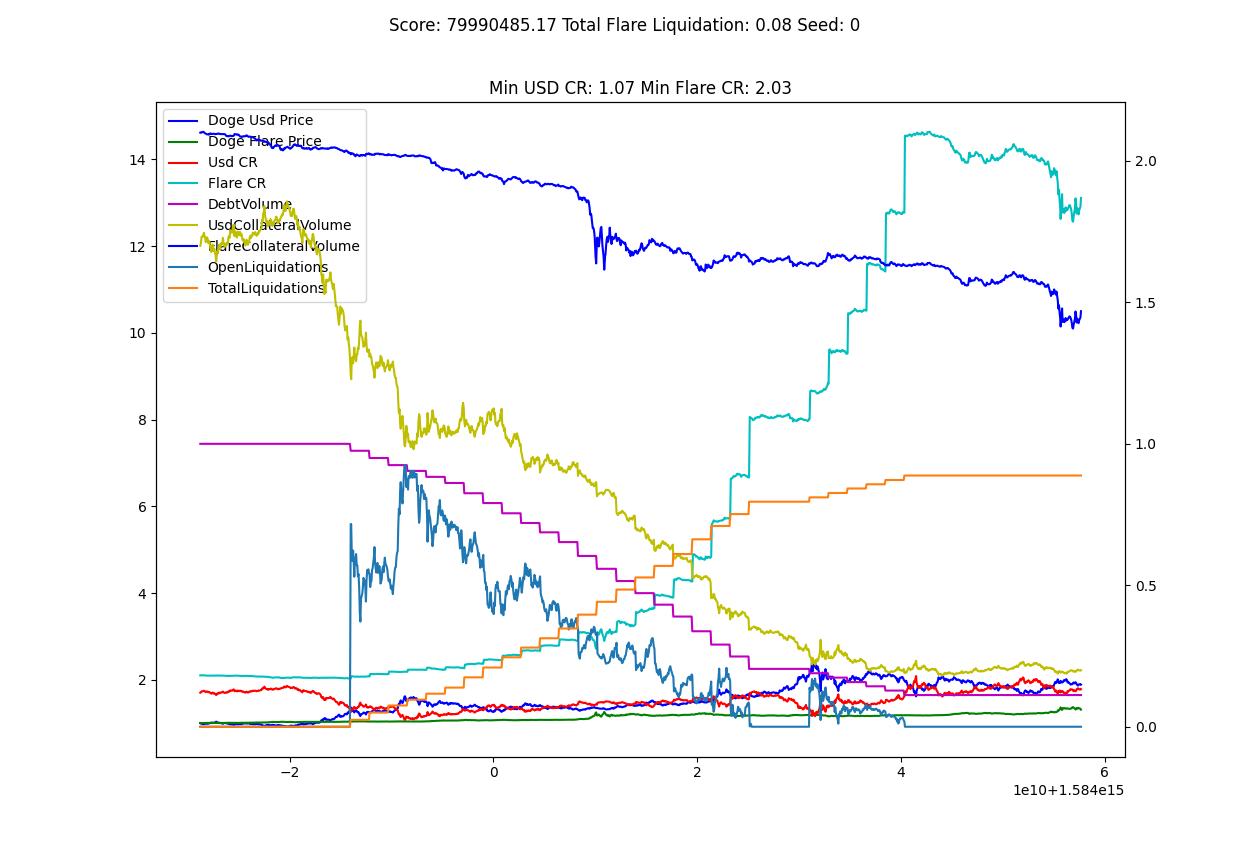 Score: 79990485.17 Total Flare Liquidation: 0.08 Seed: 0
Min USD CR: 1.07 Min Flare CR: 2.03
Doge Usd Price
Doge Flare Price
Usd CR
Flare CR
DebtVolume
UsdCollateralVolume
FlareCollateralVolume
OpenLiquidations
TotalLiquidations
14
12
10
8
6
4
2
2.0
1.5
1.0
0.5
0.0
−2
0
2
4
6
1e10+1.584e15